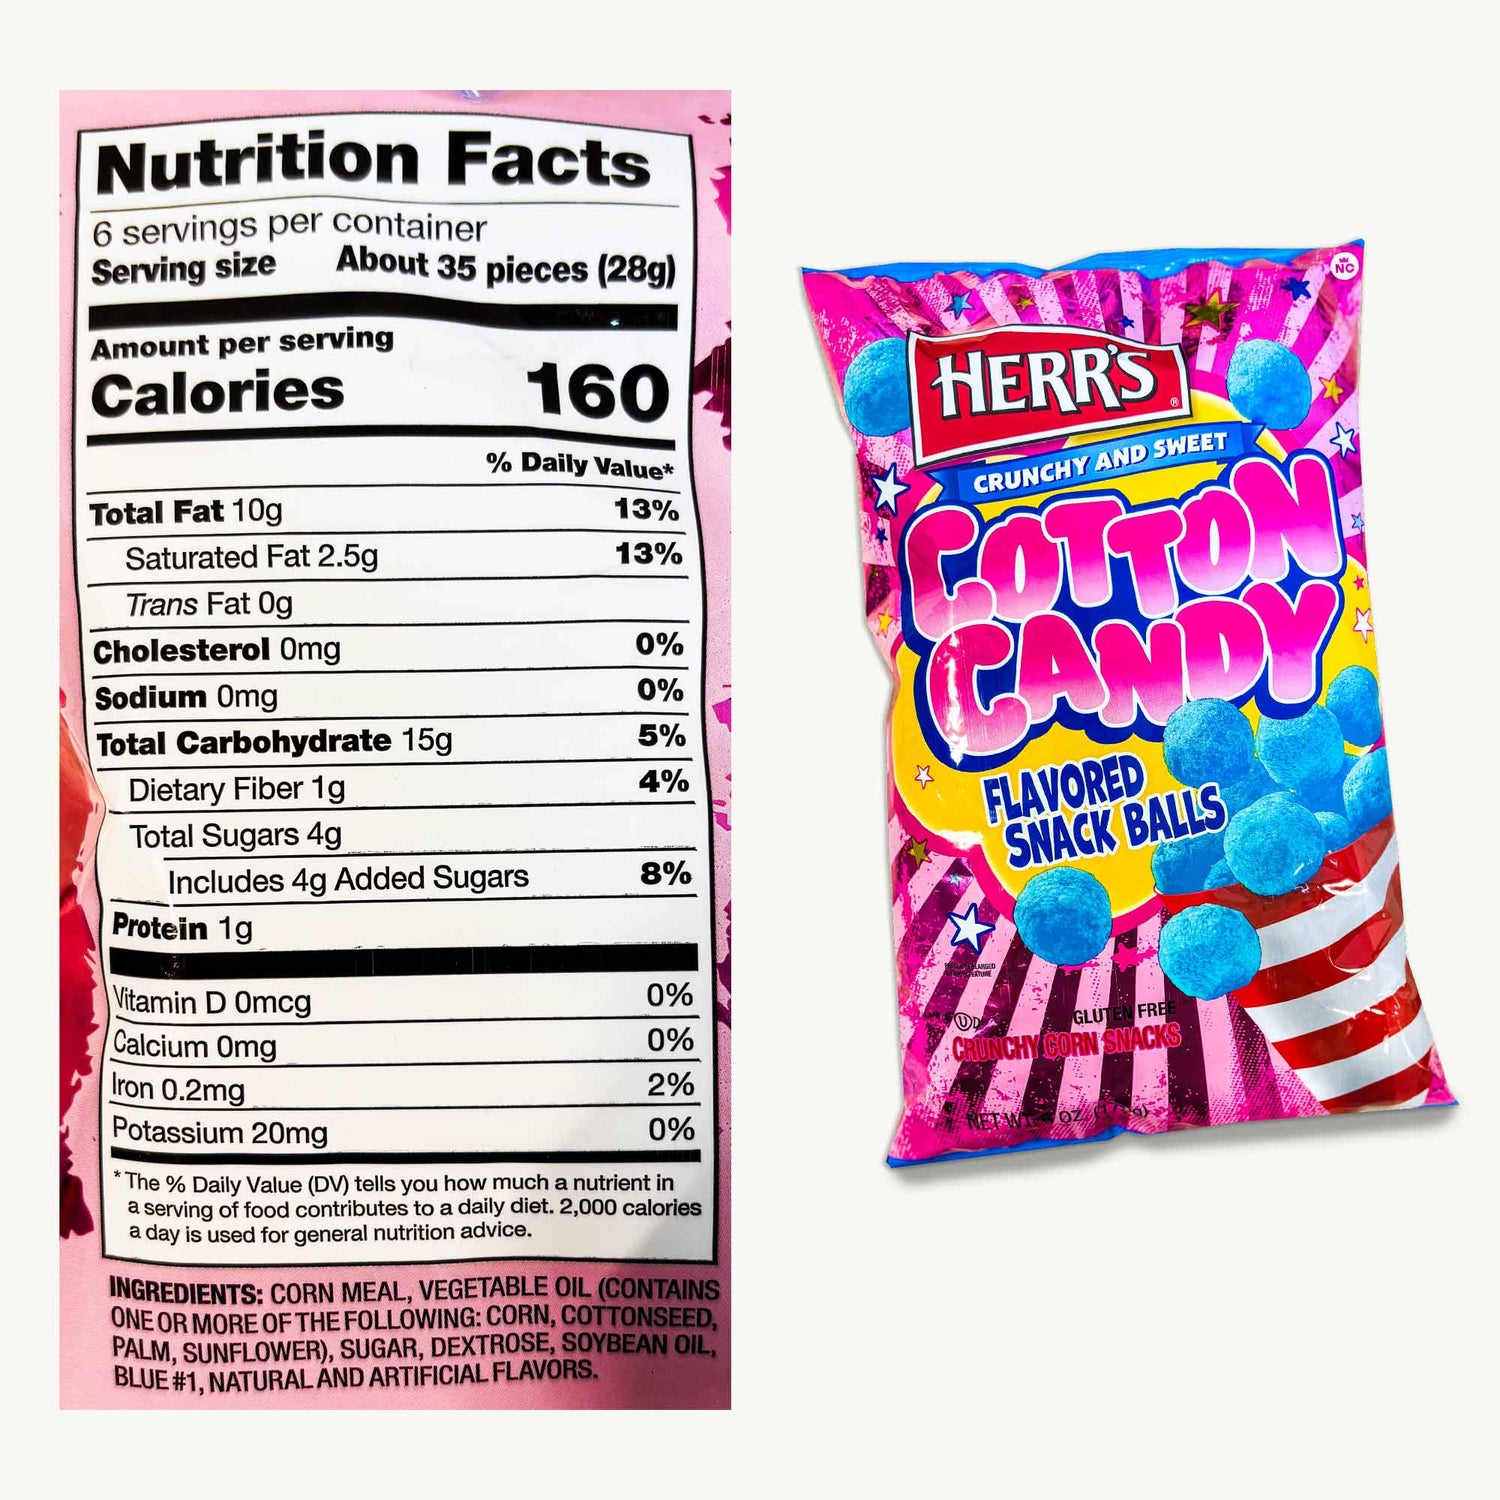 Nutrition Facts
6 servings per container
Serving size About 35 pieces (28g)
Amount per serving
Calories 160
% Daily Value*
Total Fat 10g 13%
Saturated Fat 2.5g 13%
Trans Fat 0g
Cholesterol 0mg 0%
Sodium 0mg 0%
Total Carbohydrate 15g 5%
Dietary Fiber 1g 4%
Total Sugars 4g
Includes 4g Added Sugars 8%
Protein 1g
Vitamin D 0mcg 0%
Calcium 0mg 0%
Iron 0.2mg 2%
Potassium 20mg 0%
* The % Daily Value (DV) tells you how much a nutrient in
a serving of food contributes to a daily diet. 2,000 calories
a day is used for general nutrition advice.
INGREDIENTS: CORN MEAL, VEGETABLE OIL (CONTAINS
ONE OR MORE OF THE FOLLOWING: CORN, COTTONSEED,
PALM, SUNFLOWER), SUGAR, DEXTROSE, SOYBEAN OIL,
BLUE #1, NATURAL AND ARTIFICIAL FLAVORS.
NC
HERR'S®
CRUNCHY AND SWEET
COTTON
CANDY
FLAVORED
SNACK BALLS
U D
GLUTEN FREE
CRUNCHY CORN SNACKS
NET WT. OZ.